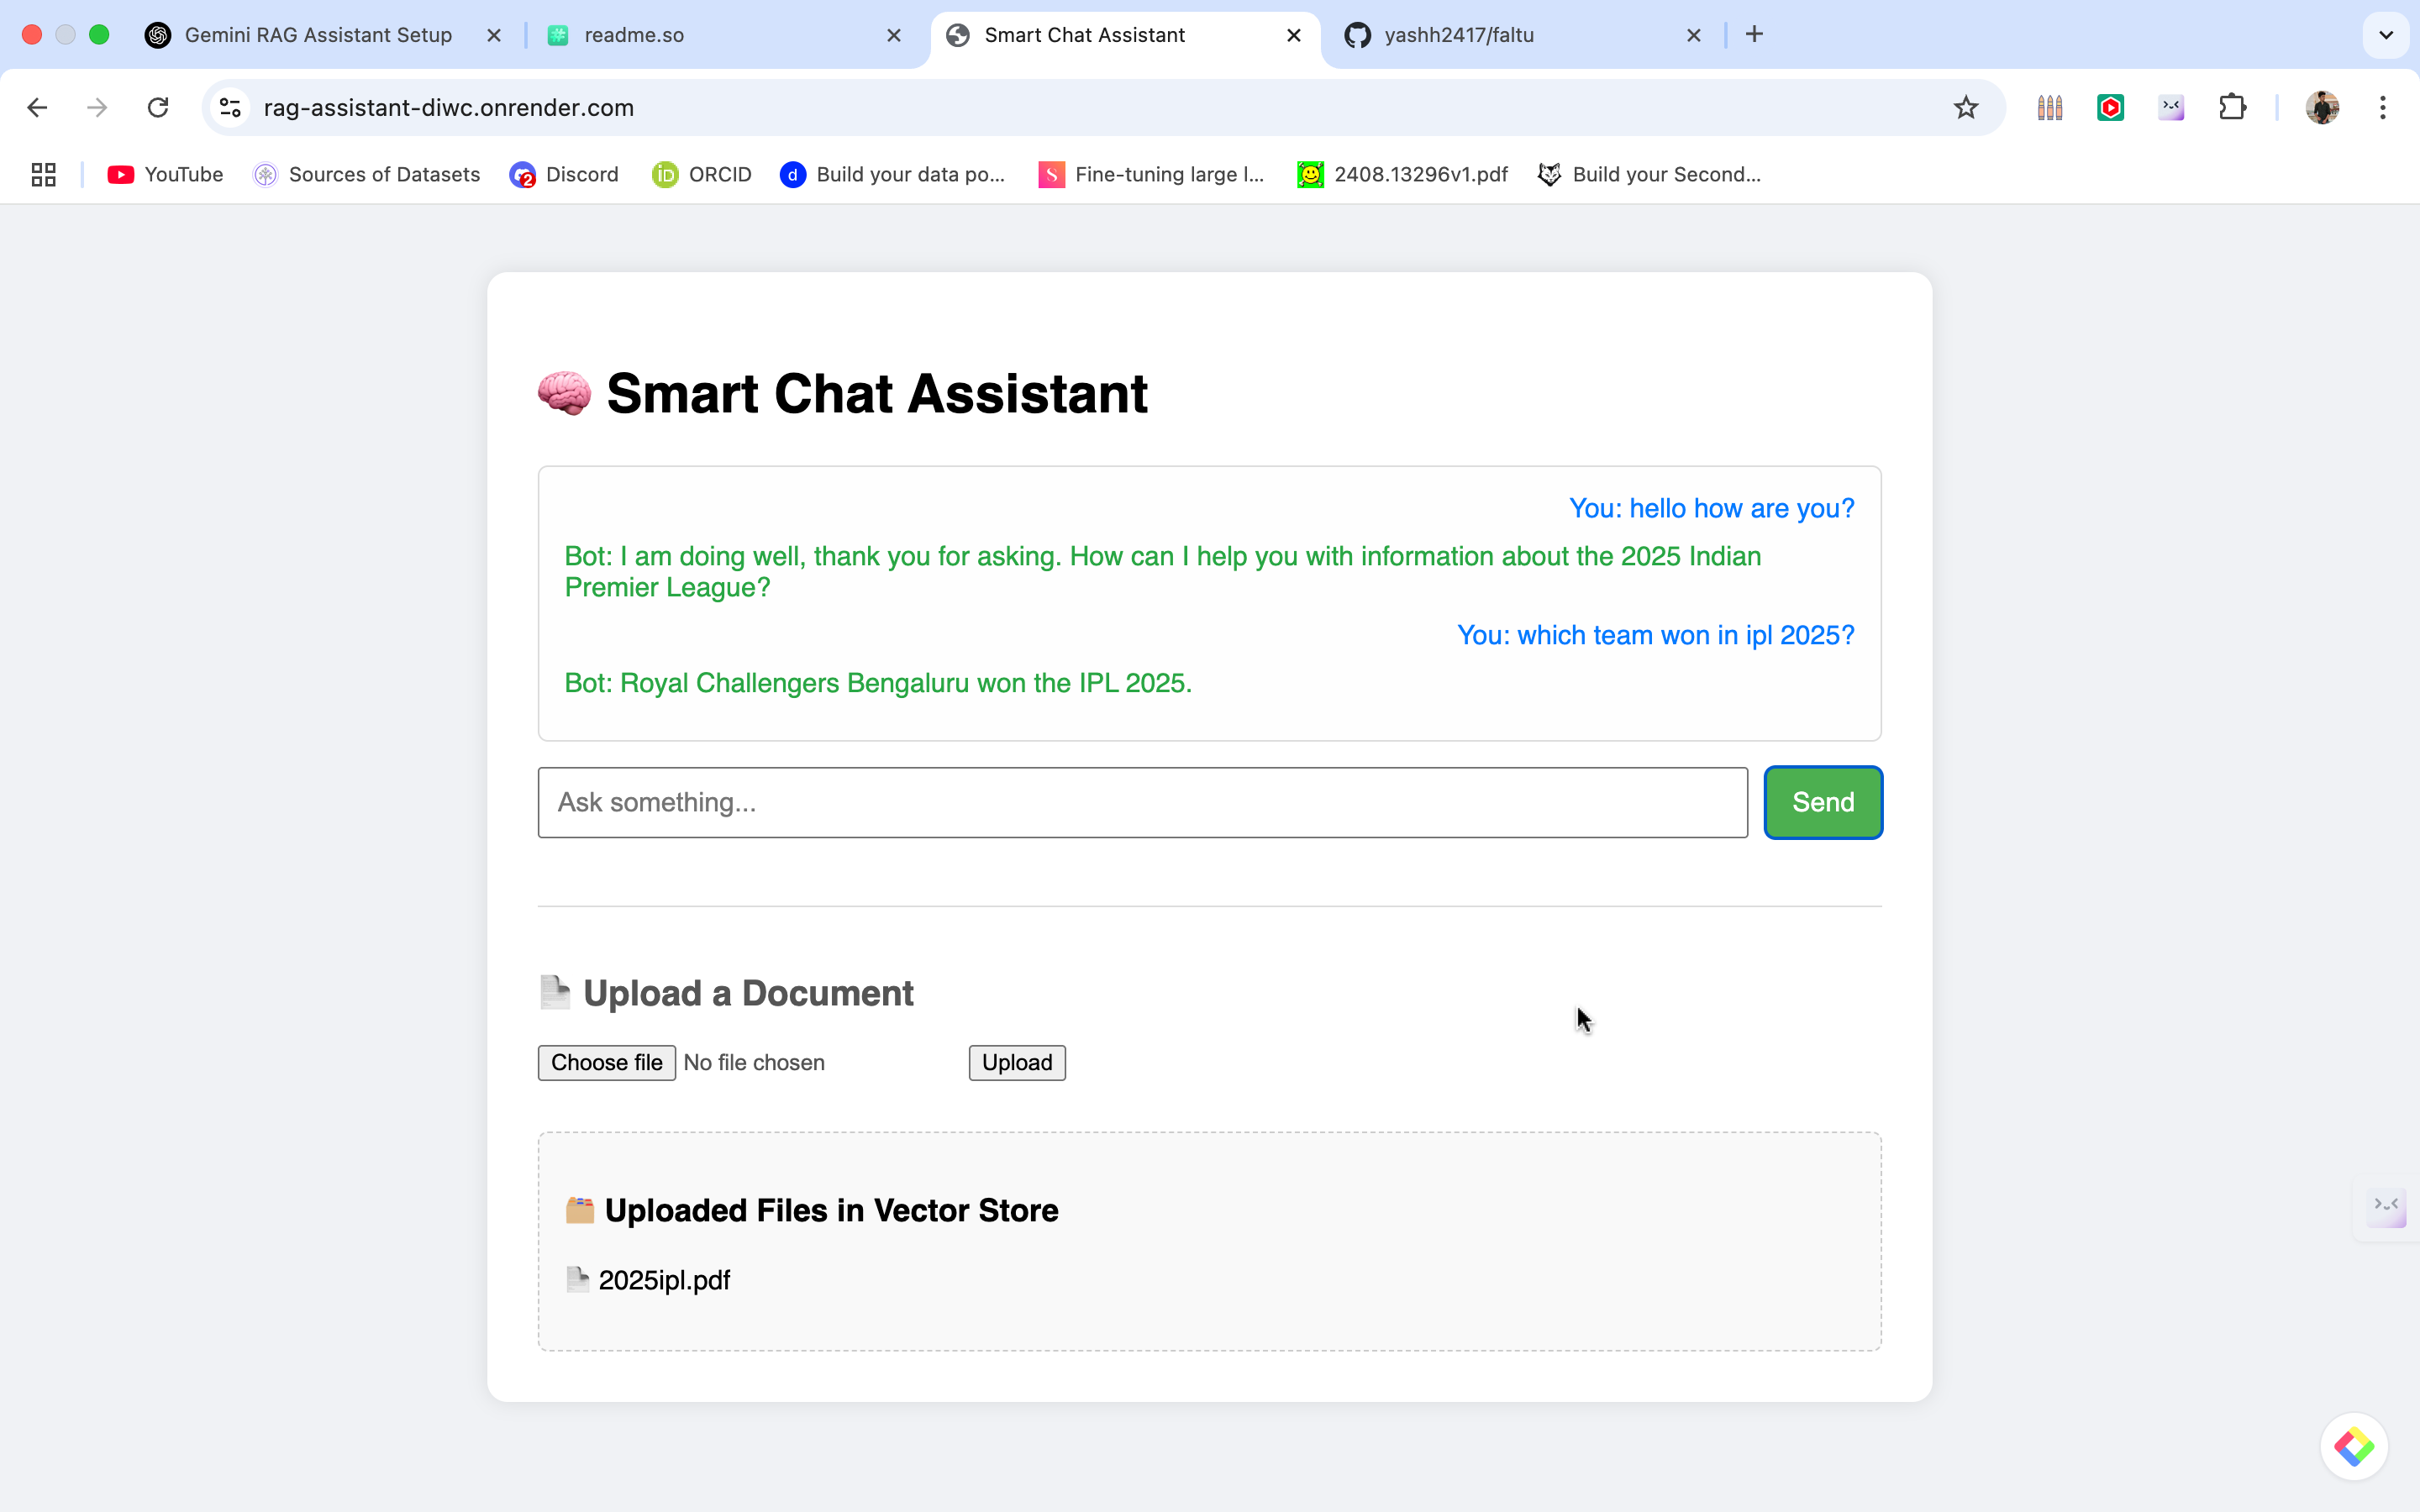 Gemini RAG Assistant Setup
readme.so
Smart Chat Assistant
yashh2417/faltu
rag-assistant-diwc.onrender.com
YouTube
Sources of Datasets
2
Discord
iD
ORCID
d
Build your data po...
S
Fine-tuning large l...
2408.13296v1.pdf
Build your Second...
Smart Chat Assistant
You: hello how are you?
Bot: I am doing well, thank you for asking. How can I help you with information about the 2025 Indian
Premier League?
You: which team won in ipl 2025?
Bot: Royal Challengers Bengaluru won the IPL 2025.
Ask something...
Send
Upload a Document
Choose file No file chosen
Upload
Uploaded Files in Vector Store
2025ipl.pdf